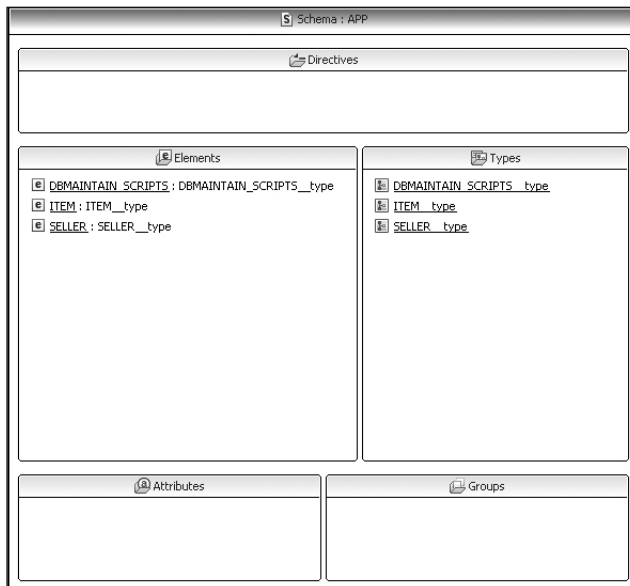 S Schema : APP
Directives
Elements
e DBMAINTAIN_SCRIPTS : DBMAINTAIN_SCRIPTS__type
e ITEM : ITEM__type
e SELLER : SELLER__type
Types
DBMAINTAIN_SCRIPTS__type
ITEM__type
SELLER__type
Attributes
Groups